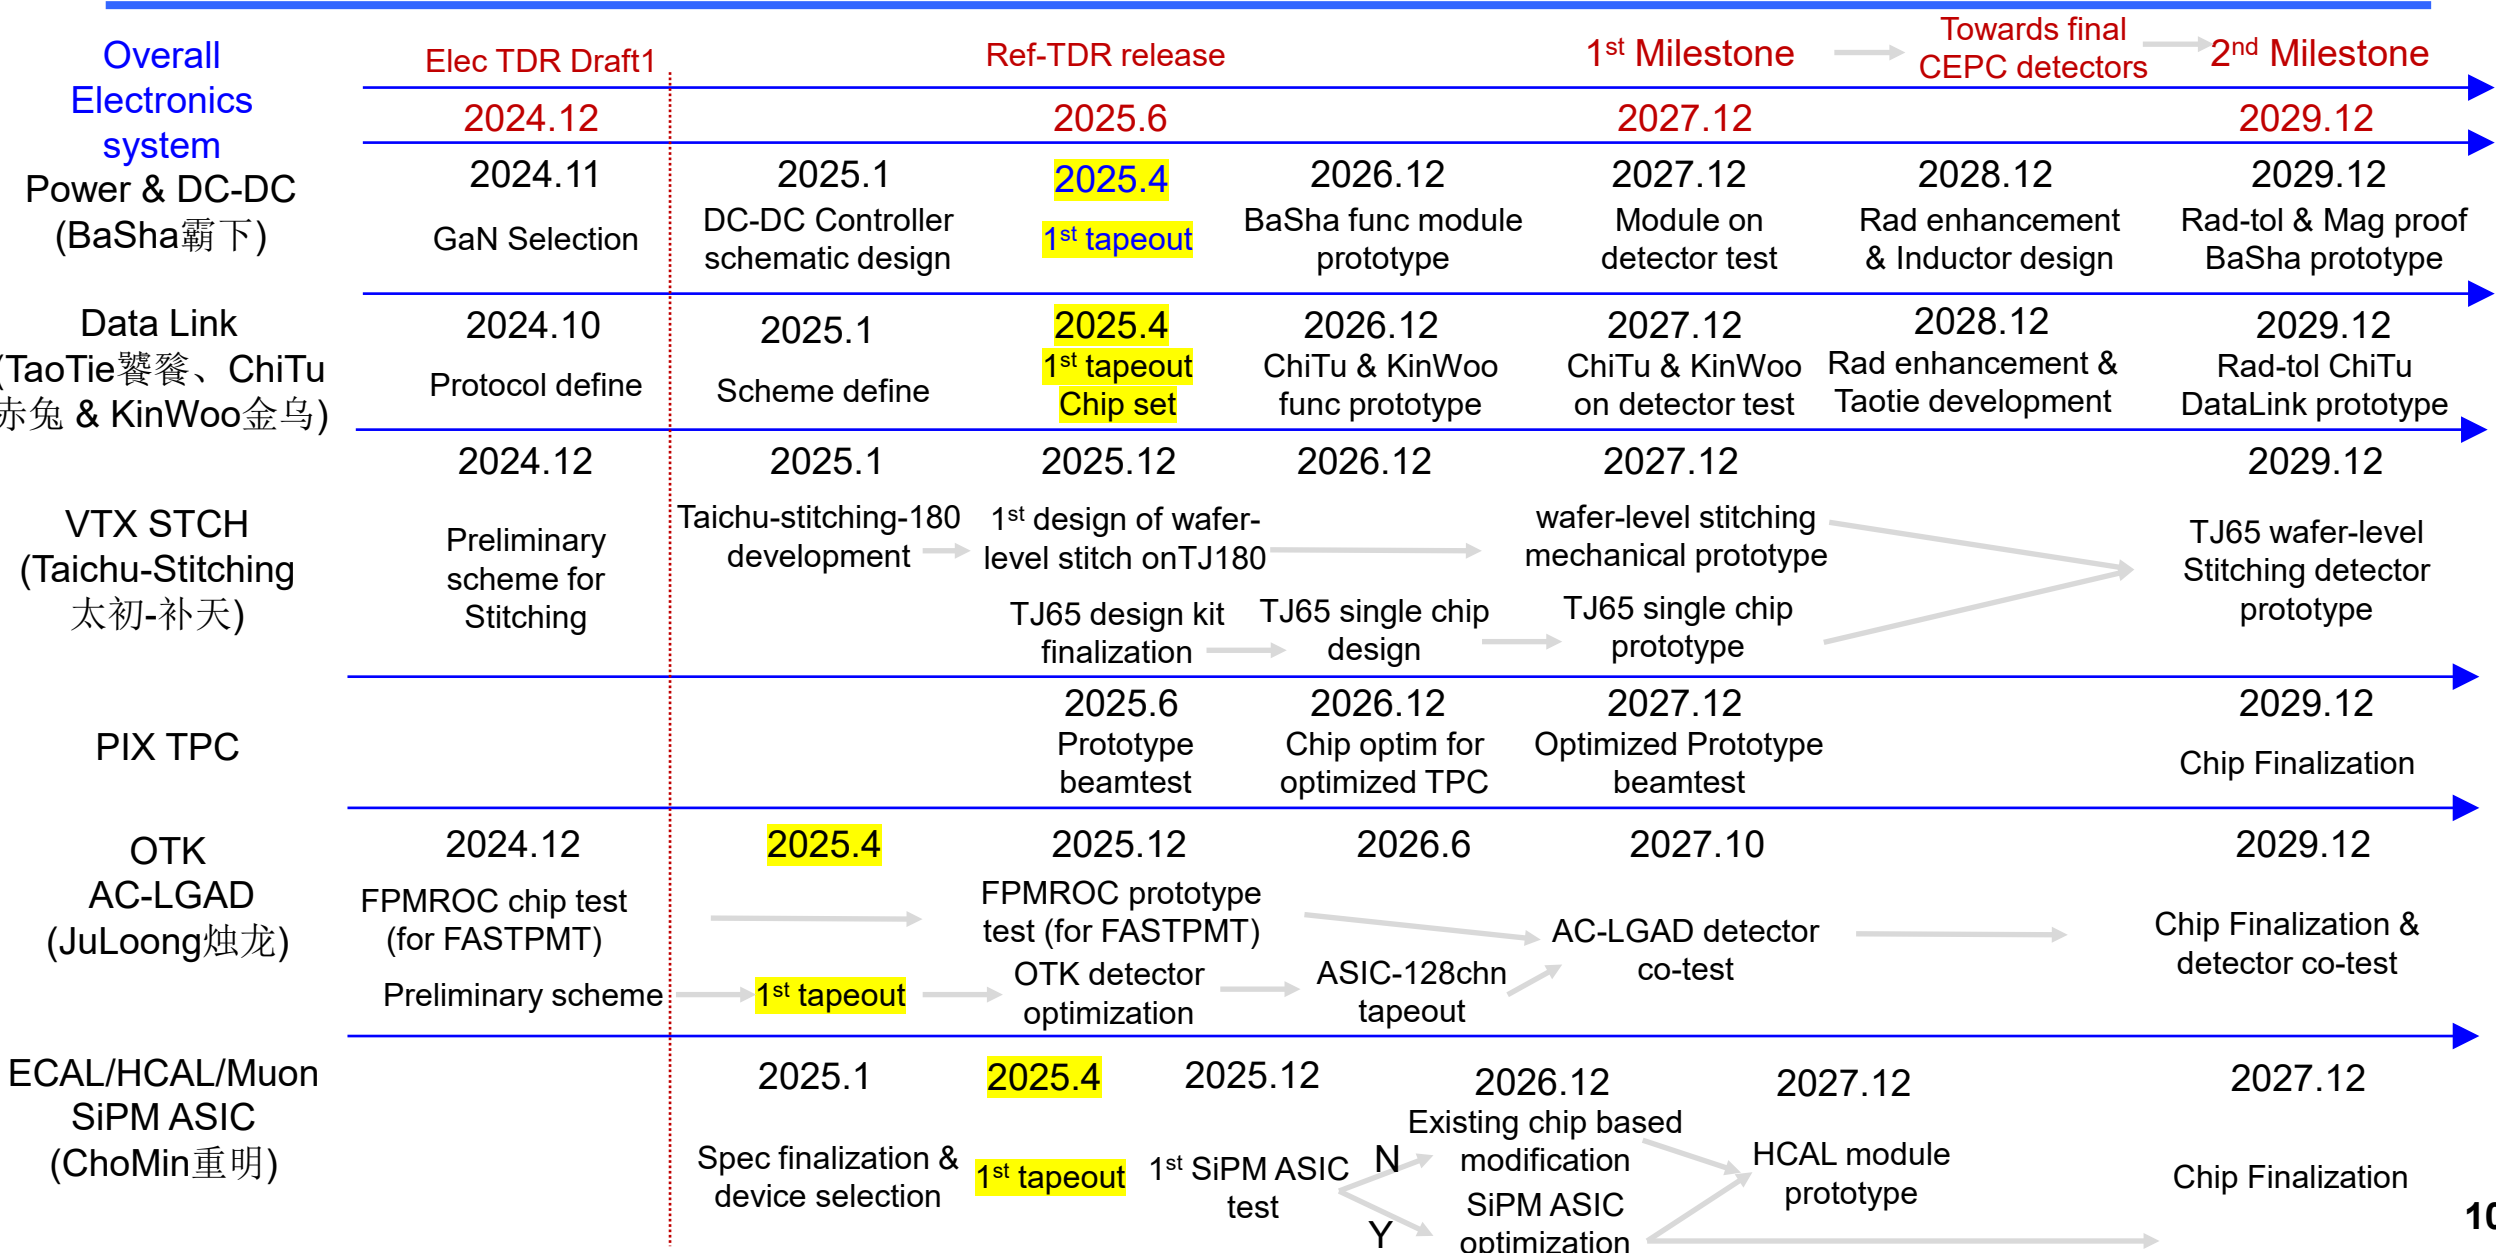 Overall
Electronics
system
Elec TDR Draft1
Ref-TDR release
1st Milestone
Towards final
CEPC detectors
2nd Milestone
2024.12
2025.6
2027.12
2029.12
Power & DC-DC
(BaSha霸下)
2024.11
2025.1
2025.4
2026.12
2027.12
2028.12
2029.12
GaN Selection
DC-DC Controller
schematic design
1st tapeout
BaSha func module
prototype
Module on
detector test
Rad enhancement
& Inductor design
Rad-tol & Mag proof
BaSha prototype
Data Link
(TaoTie饕餮、ChiTu
赤兔 & KinWoo金乌)
2024.10
2025.1
2025.4
2026.12
2027.12
2028.12
2029.12
Protocol define
Scheme define
1st tapeout
Chip set
ChiTu & KinWoo
func prototype
ChiTu & KinWoo
on detector test
Rad enhancement &
Taotie development
Rad-tol ChiTu
DataLink prototype
VTX STCH
(Taichu-Stitching
太初-补天)
2024.12
2025.1
2025.12
2026.12
2027.12
2029.12
Preliminary
scheme for
Stitching
Taichu-stitching-180
development
1st design of wafer-
level stitch onTJ180
wafer-level stitching
mechanical prototype
TJ65 design kit
finalization
TJ65 single chip
design
TJ65 single chip
prototype
TJ65 wafer-level
Stitching detector
prototype
PIX TPC
2025.6
2026.12
2027.12
2029.12
Prototype
beamtest
Chip optim for
optimized TPC
Optimized Prototype
beamtest
Chip Finalization
OTK
AC-LGAD
(JuLoong烛龙)
2024.12
2025.4
2025.12
2026.6
2027.10
2029.12
FPMROC chip test
(for FASTPMT)
FPMROC prototype
test (for FASTPMT)
Preliminary scheme
1st tapeout
OTK detector
optimization
ASIC-128chn
tapeout
AC-LGAD detector
co-test
Chip Finalization &
detector co-test
ECAL/HCAL/Muon
SiPM ASIC
(ChoMin重明)
2025.1
2025.4
2025.12
2026.12
2027.12
2027.12
Spec finalization &
device selection
1st tapeout
1st SiPM ASIC
test
N
Y
Existing chip based
modification
SiPM ASIC
optimization
HCAL module
prototype
Chip Finalization
10